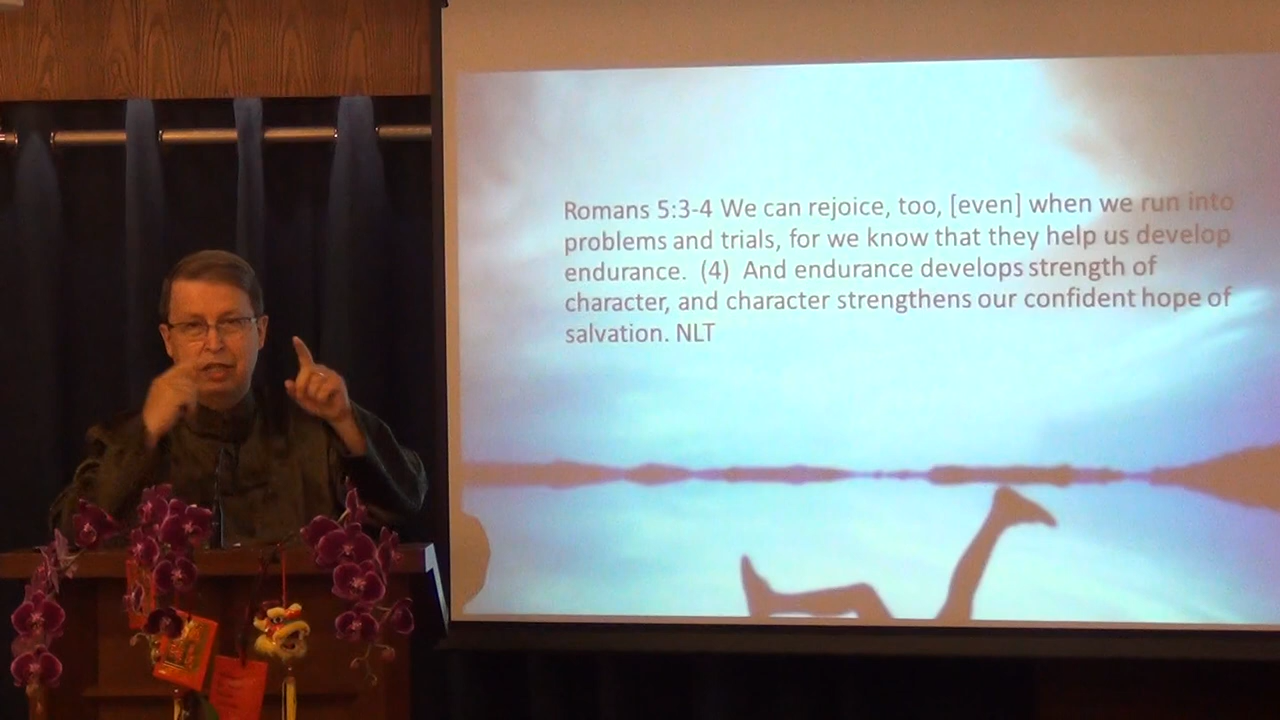 Romans 5:3-4 We can rejoice, too, [even] when we run into
problems and trials, for we know that they help us develop
endurance.  (4)  And endurance develops strength of
character, and character strengthens our confident hope of
salvation. NLT